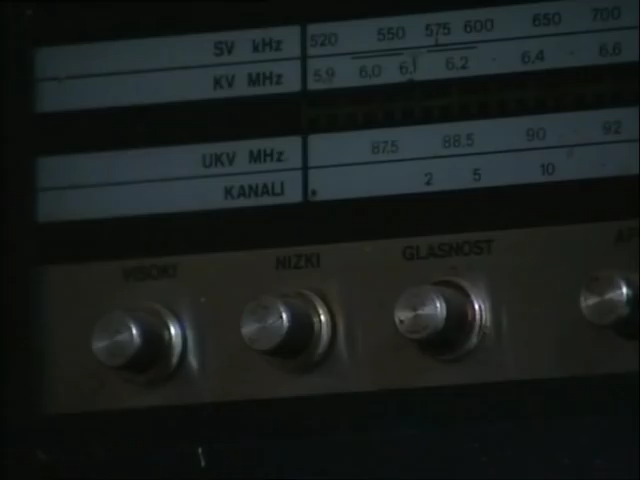 SV kHz 520 550 575 600 650 700
KV MHz 5,9 6,0 6,1 6,2 6,4 6,6
UKV MHz 87,5 88,5 90 92
KANALI 2 5 10
VISOKI NIZKI GLASNOST